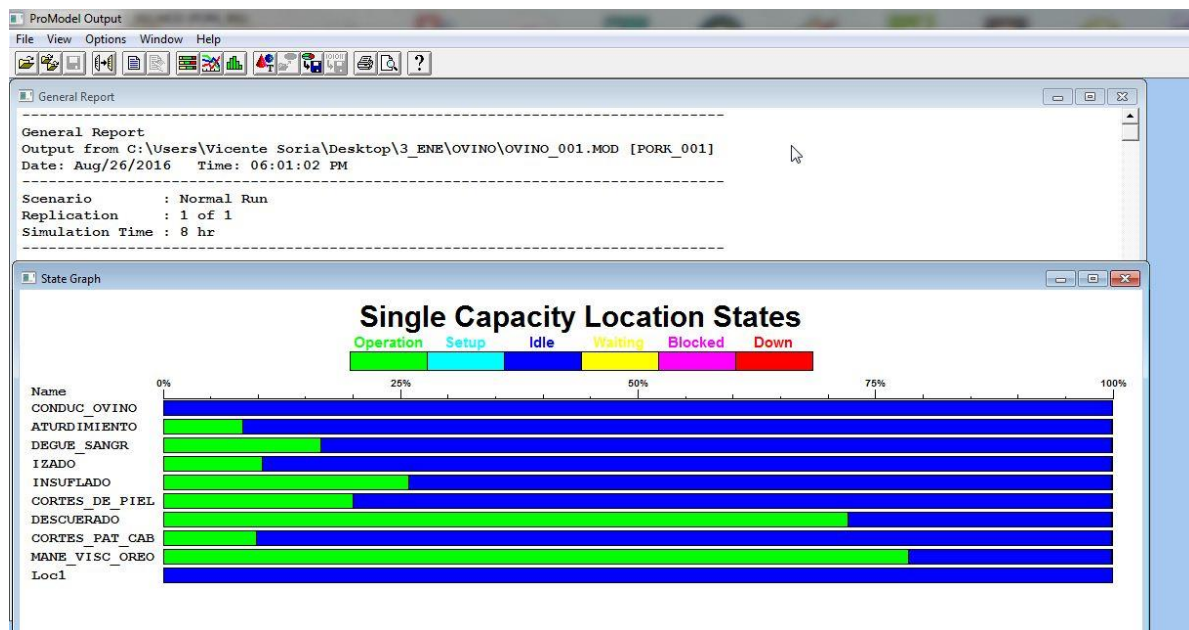 ProModel Output
File View Options Window Help
General Report
--------------------------------------------------------------------------
General Report
Output from C:\Users\Vicente Soria\Desktop\3_ENE\OVINO\OVINO_001.MOD [PORK_001]
Date: Aug/26/2016 Time: 06:01:02 PM
--------------------------------------------------------------------------
Scenario : Normal Run
Replication : 1 of 1
Simulation Time : 8 hr
--------------------------------------------------------------------------
State Graph
Single Capacity Location States
Operation Setup Idle Waiting Blocked Down
Name 0% 25% 50% 75% 100%
CONDUC_OVINO
ATURDIMIENTO
DEGUE_SANGR
IZADO
INSUFLADO
CORTES_DE_PIEL
DESCUERADO
CORTES_PAT_CAB
MANE_VISC_OREO
Loc1